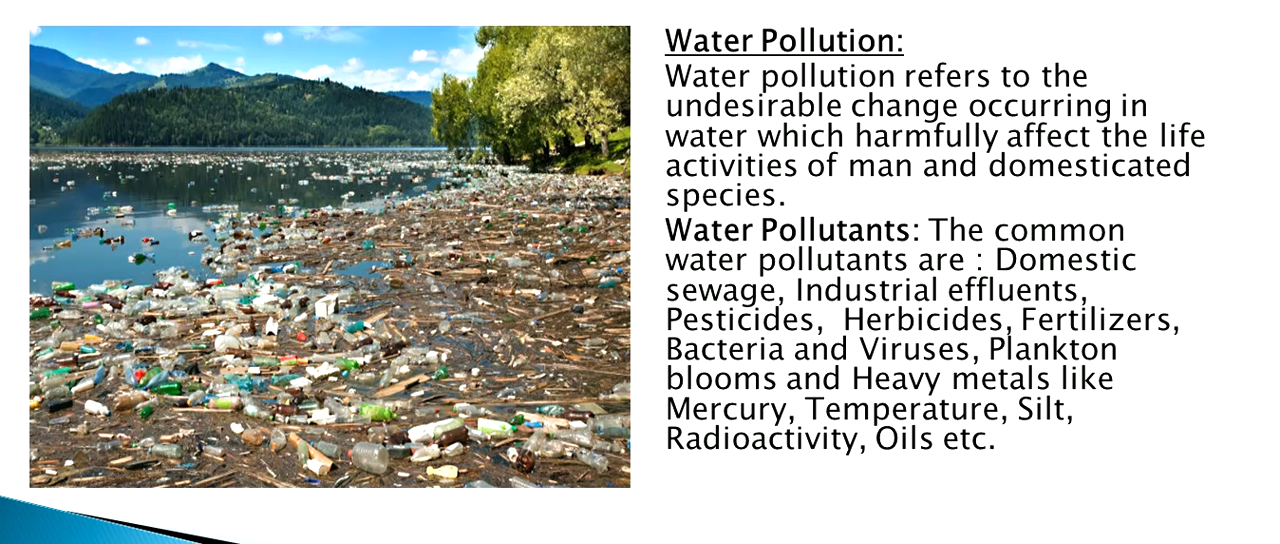 Water Pollution:
Water pollution refers to the
undesirable change occurring in
water which harmfully affect the life
activities of man and domesticated
species.
Water Pollutants: The common
water pollutants are : Domestic
sewage, Industrial effluents,
Pesticides,  Herbicides, Fertilizers,
Bacteria and Viruses, Plankton
blooms and Heavy metals like
Mercury, Temperature, Silt,
Radioactivity, Oils etc.